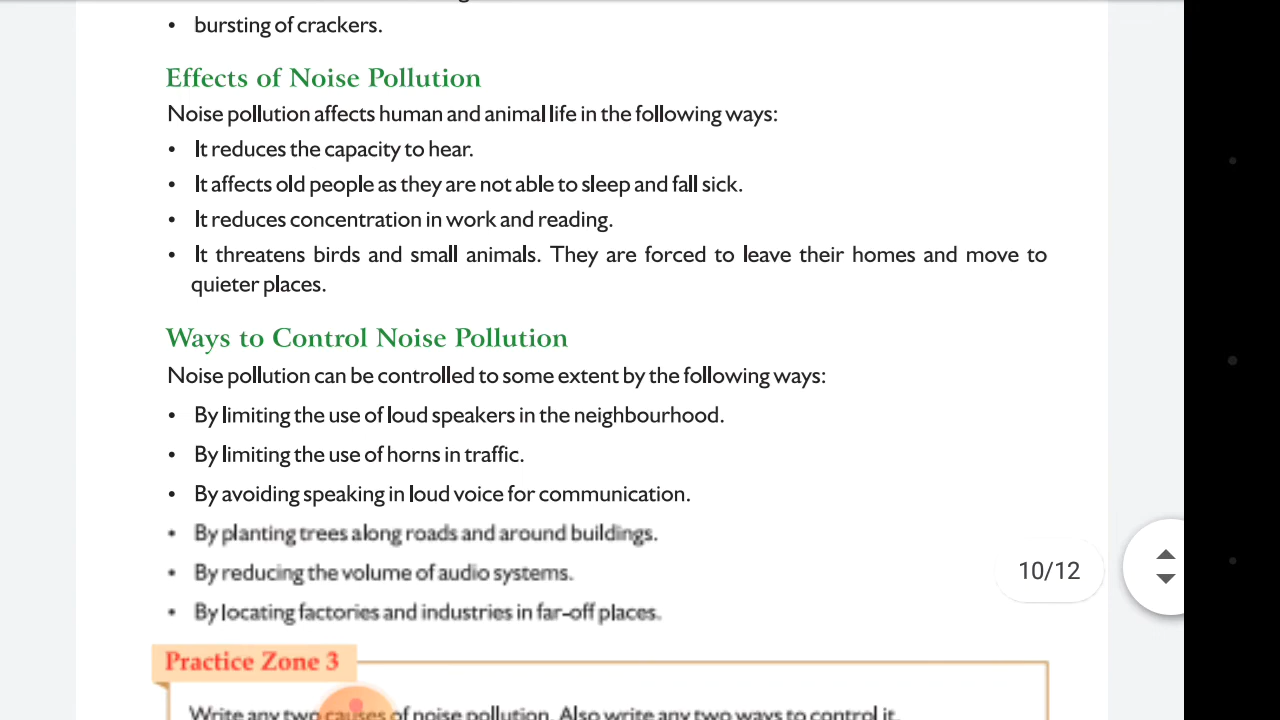 • bursting of crackers.
Effects of Noise Pollution
Noise pollution affects human and animal life in the following ways:
• It reduces the capacity to hear.
• It affects old people as they are not able to sleep and fall sick.
• It reduces concentration in work and reading.
• It threatens birds and small animals. They are forced to leave their homes and move to
quieter places.
Ways to Control Noise Pollution
Noise pollution can be controlled to some extent by the following ways:
• By limiting the use of loud speakers in the neighbourhood.
• By limiting the use of horns in traffic.
• By avoiding speaking in loud voice for communication.
• By planting trees along roads and around buildings.
• By reducing the volume of audio systems.
• By locating factories and industries in far-off places.
10/12
Practice Zone 3
Write any two causes of noise pollution. Also write any two ways to control it.